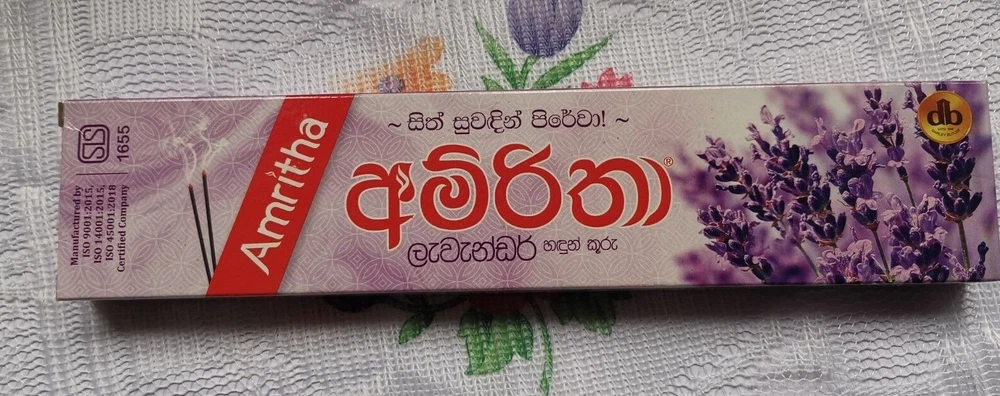 SLS
1655
Manufactured by
ISO 9001:2015,
ISO 14001:2015,
ISO 45001:2018
Certified Company
Amritha
~ සිත් සුවඳින් පිරේවා! ~
අම්රිතා®
ලැවැන්ඩර් හඳුන් කූරු
db